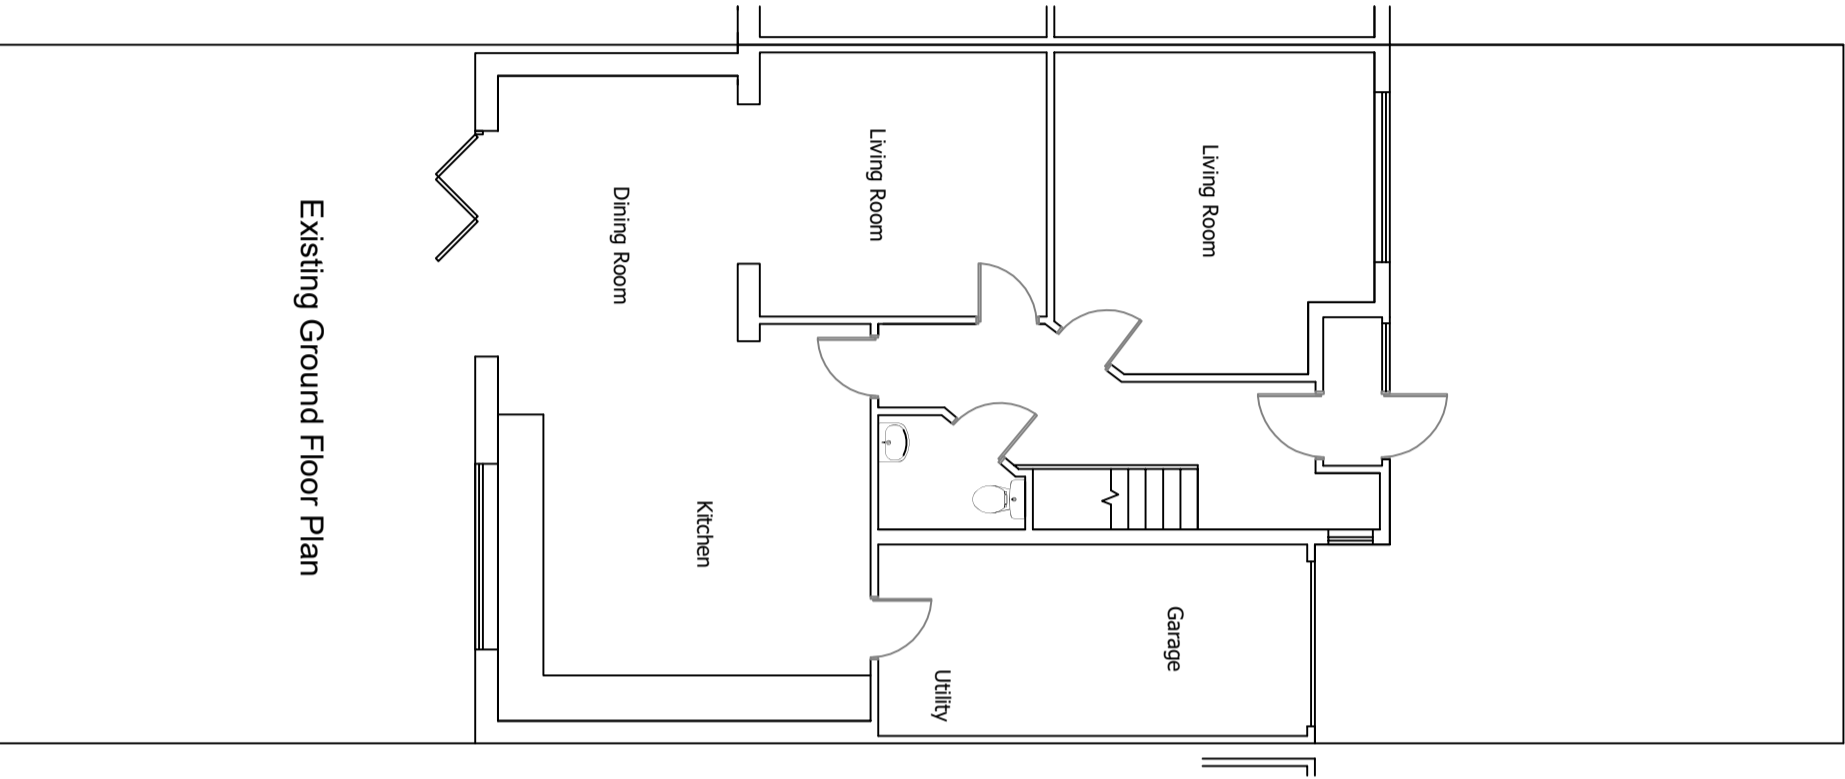 Living Room
Living Room
Dining Room
Kitchen
Garage
Utility
Existing Ground Floor Plan